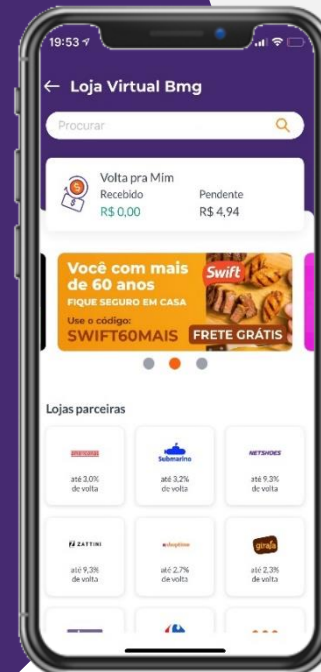 19:53
← Loja Virtual Bmg
Procurar
Volta pra Mim
Recebido Pendente
R$ 0,00 R$ 4,94
Você com mais
de 60 anos
FIQUE SEGURO EM CASA
Use o código:
SWIFT60MAIS
Swift
FRETE GRÁTIS
Lojas parceiras
americanas Submarino NETSHOES
até 3,0% até 3,2% até 9,3%
de volta de volta de volta
ZATTINI shoptime girafa
até 9,3% até 2,7% até 2,3%
de volta de volta de volta